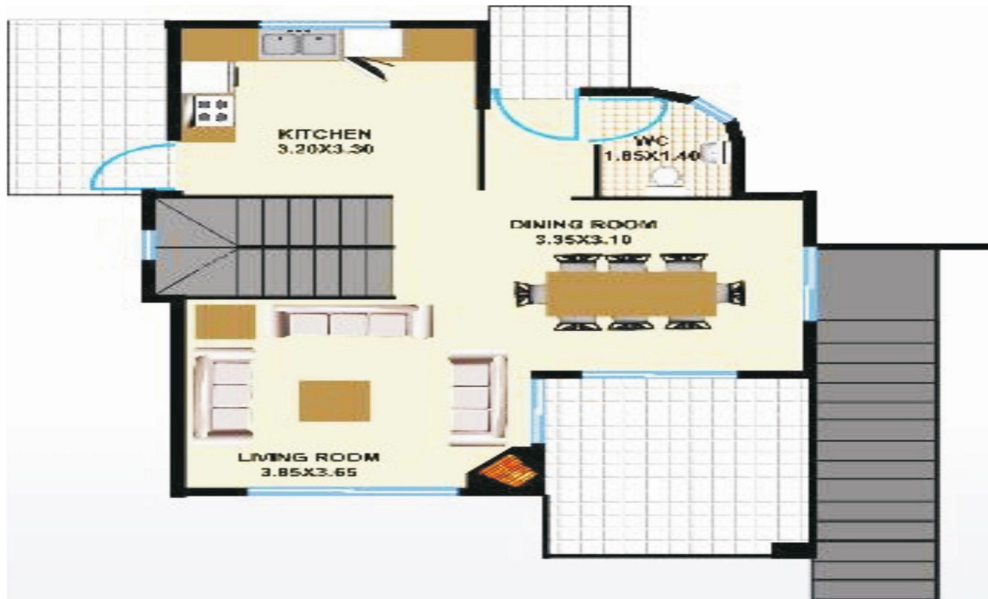 KITCHEN
3.20X3.30
WC
1.85X1.40
DINING ROOM
3.35X3.10
LIVING ROOM
3.85X3.65